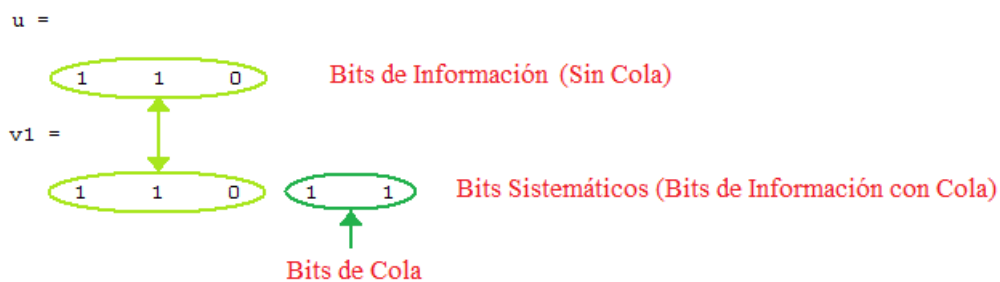 u =
1 1 0 Bits de Información (Sin Cola)
v1 =
1 1 0 1 1 Bits Sistemáticos (Bits de Información con Cola)
Bits de Cola